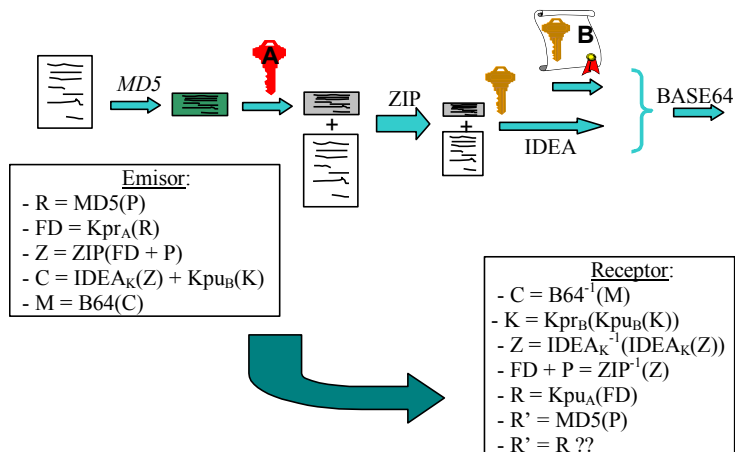 A
B
MD5
ZIP
BASE64
+
+
IDEA
Emisor:
- R = MD5(P)
- FD = Kpr_A(R)
- Z = ZIP(FD + P)
- C = IDEA_K(Z) + Kpu_B(K)
- M = B64(C)
Receptor:
- C = B64^-1(M)
- K = Kpr_B(Kpu_B(K))
- Z = IDEA_K^-1(IDEA_K(Z))
- FD + P = ZIP^-1(Z)
- R = Kpu_A(FD)
- R’ = MD5(P)
- R’ = R ??